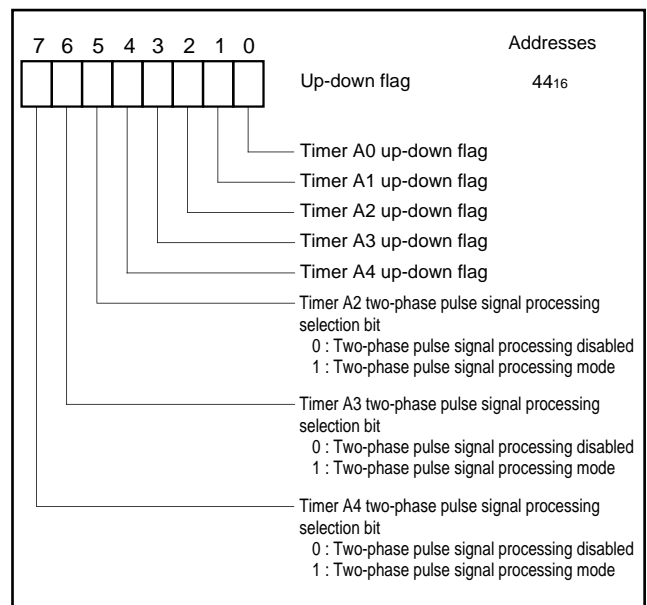 Addresses
7 6 5 4 3 2 1 0
Up-down flag 4416
Timer A0 up-down flag
Timer A1 up-down flag
Timer A2 up-down flag
Timer A3 up-down flag
Timer A4 up-down flag
Timer A2 two-phase pulse signal processing
selection bit
0 : Two-phase pulse signal processing disabled
1 : Two-phase pulse signal processing mode
Timer A3 two-phase pulse signal processing
selection bit
0 : Two-phase pulse signal processing disabled
1 : Two-phase pulse signal processing mode
Timer A4 two-phase pulse signal processing
selection bit
0 : Two-phase pulse signal processing disabled
1 : Two-phase pulse signal processing mode